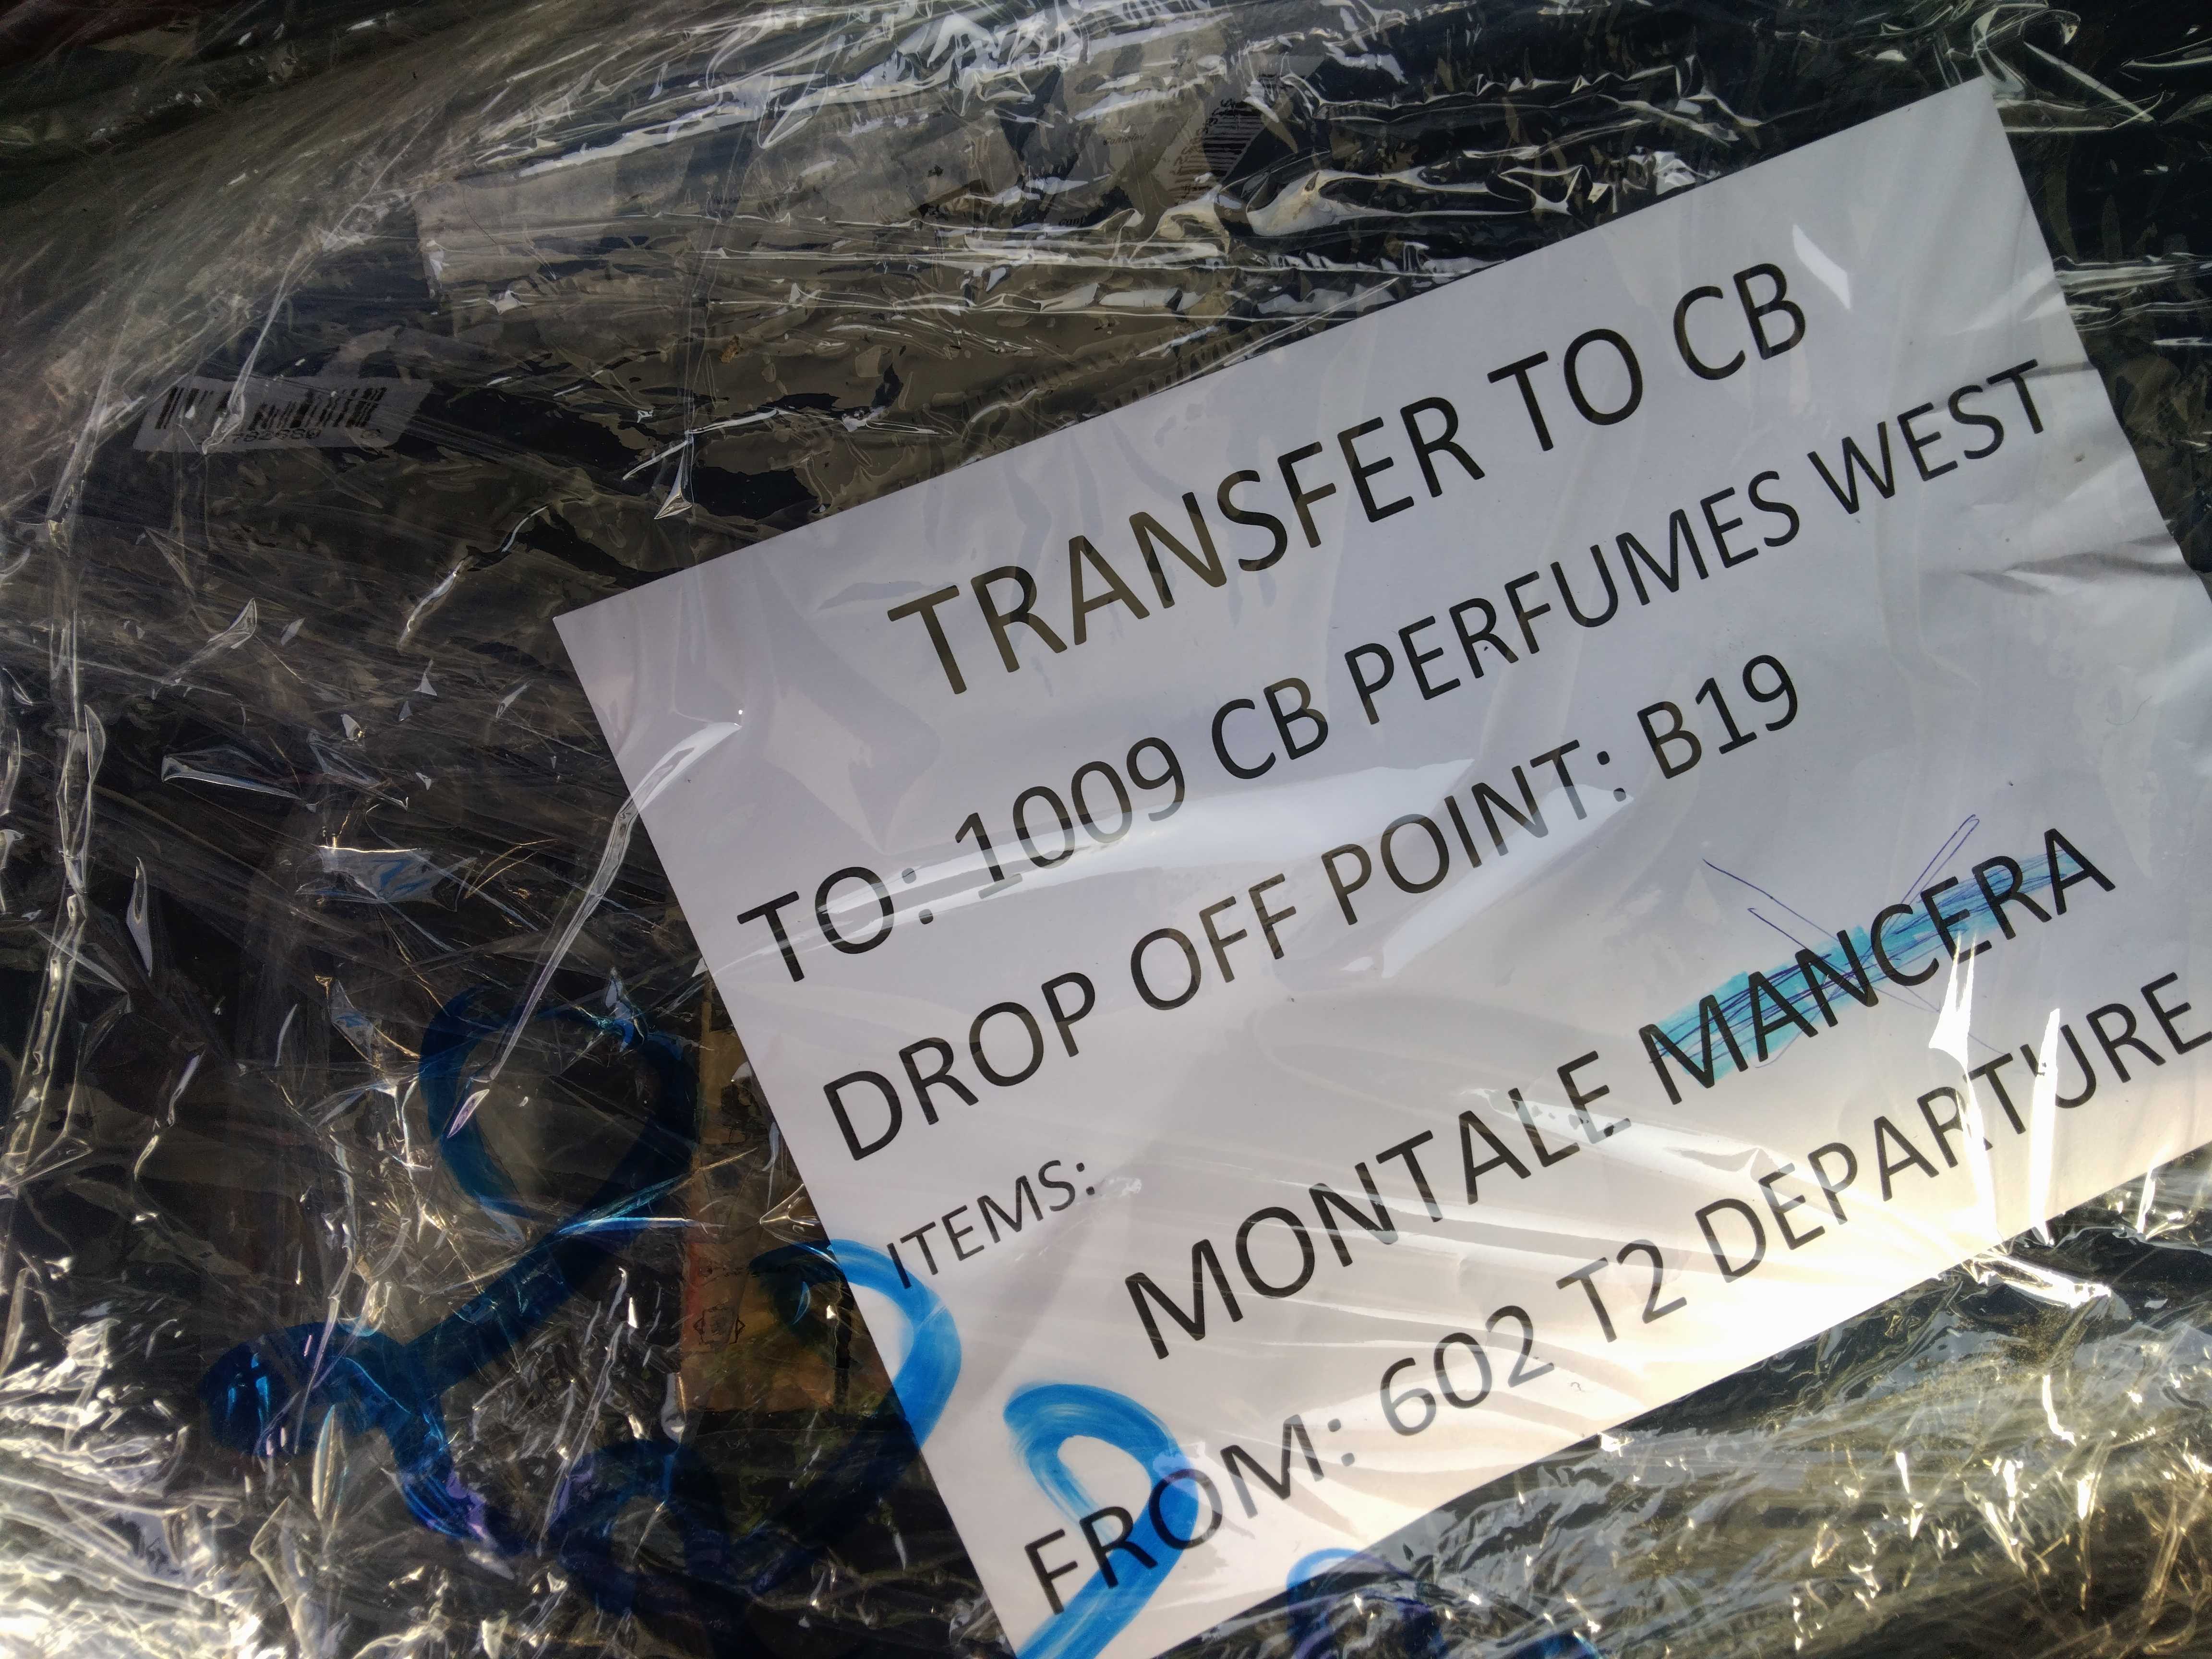 TRANSFER TO CB
TO: 1009 CB PERFUMES WEST
DROP OFF POINT: B19
ITEMS:
MONTALE MANCERA
FROM: 602 T2 DEPARTURE